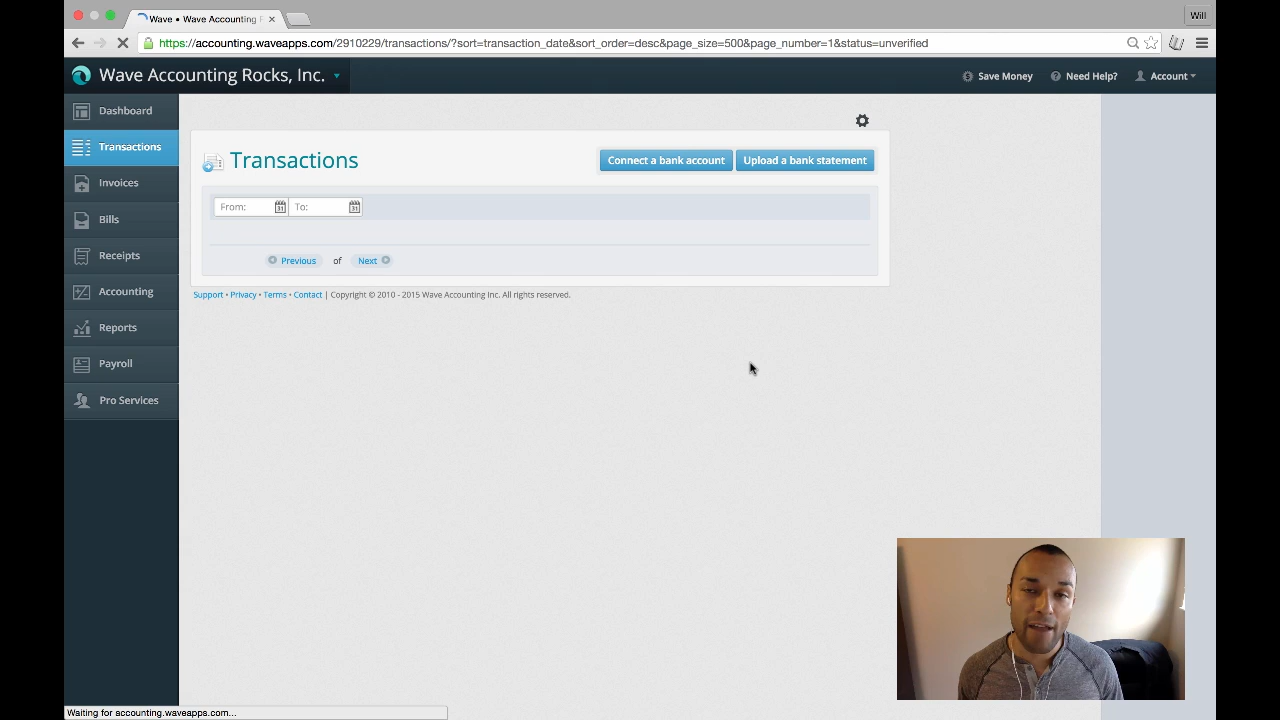 Wave • Wave Accounting
Will
https://accounting.waveapps.com/2910229/transactions/?sort=transaction_date&sort_order=desc&page_size=500&page_number=1&status=unverified
Wave Accounting Rocks, Inc.
Save Money
Need Help?
Account
Dashboard
Transactions
Invoices
Bills
Receipts
Accounting
Reports
Payroll
Pro Services
Transactions
Connect a bank account
Upload a bank statement
From: 31 To: 31
Previous of Next
Support • Privacy • Terms • Contact | Copyright © 2010 - 2015 Wave Accounting Inc. All rights reserved.
Waiting for accounting.waveapps.com...